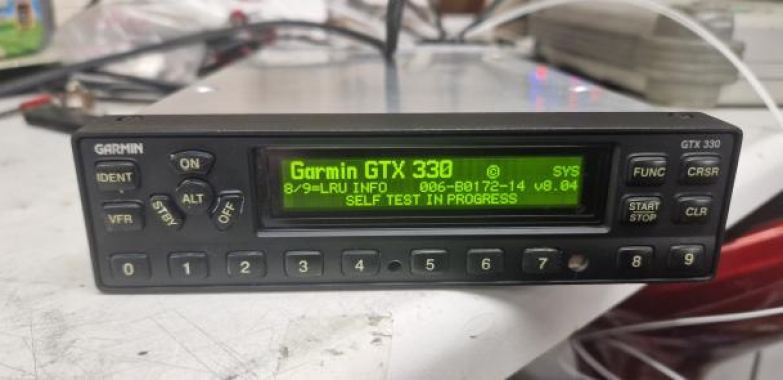 GARMIN
GTX 330
IDENT
ON
VFR
STBY
ALT
OFF
Garmin GTX 330 © SYS
8/9=LRU INFO 006-B0172-14 v8.04
SELF TEST IN PROGRESS
FUNC
CRSR
START
STOP
CLR
0 1 2 3 4 5 6 7 8 9